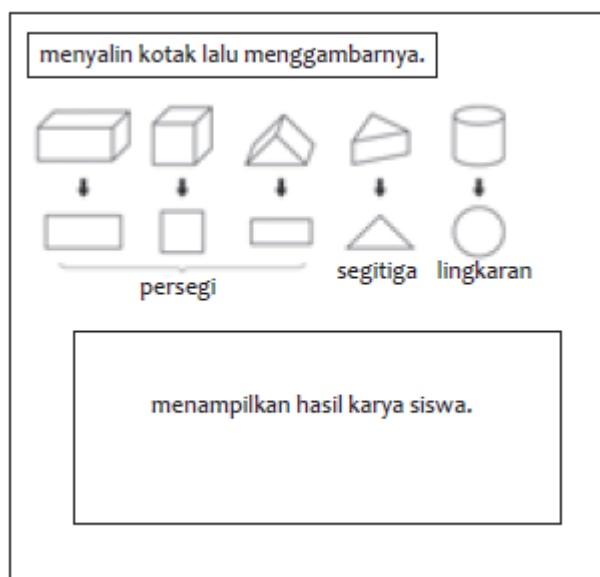 menyalin kotak lalu menggambarnya.
segitiga lingkaran
persegi
menampilkan hasil karya siswa.